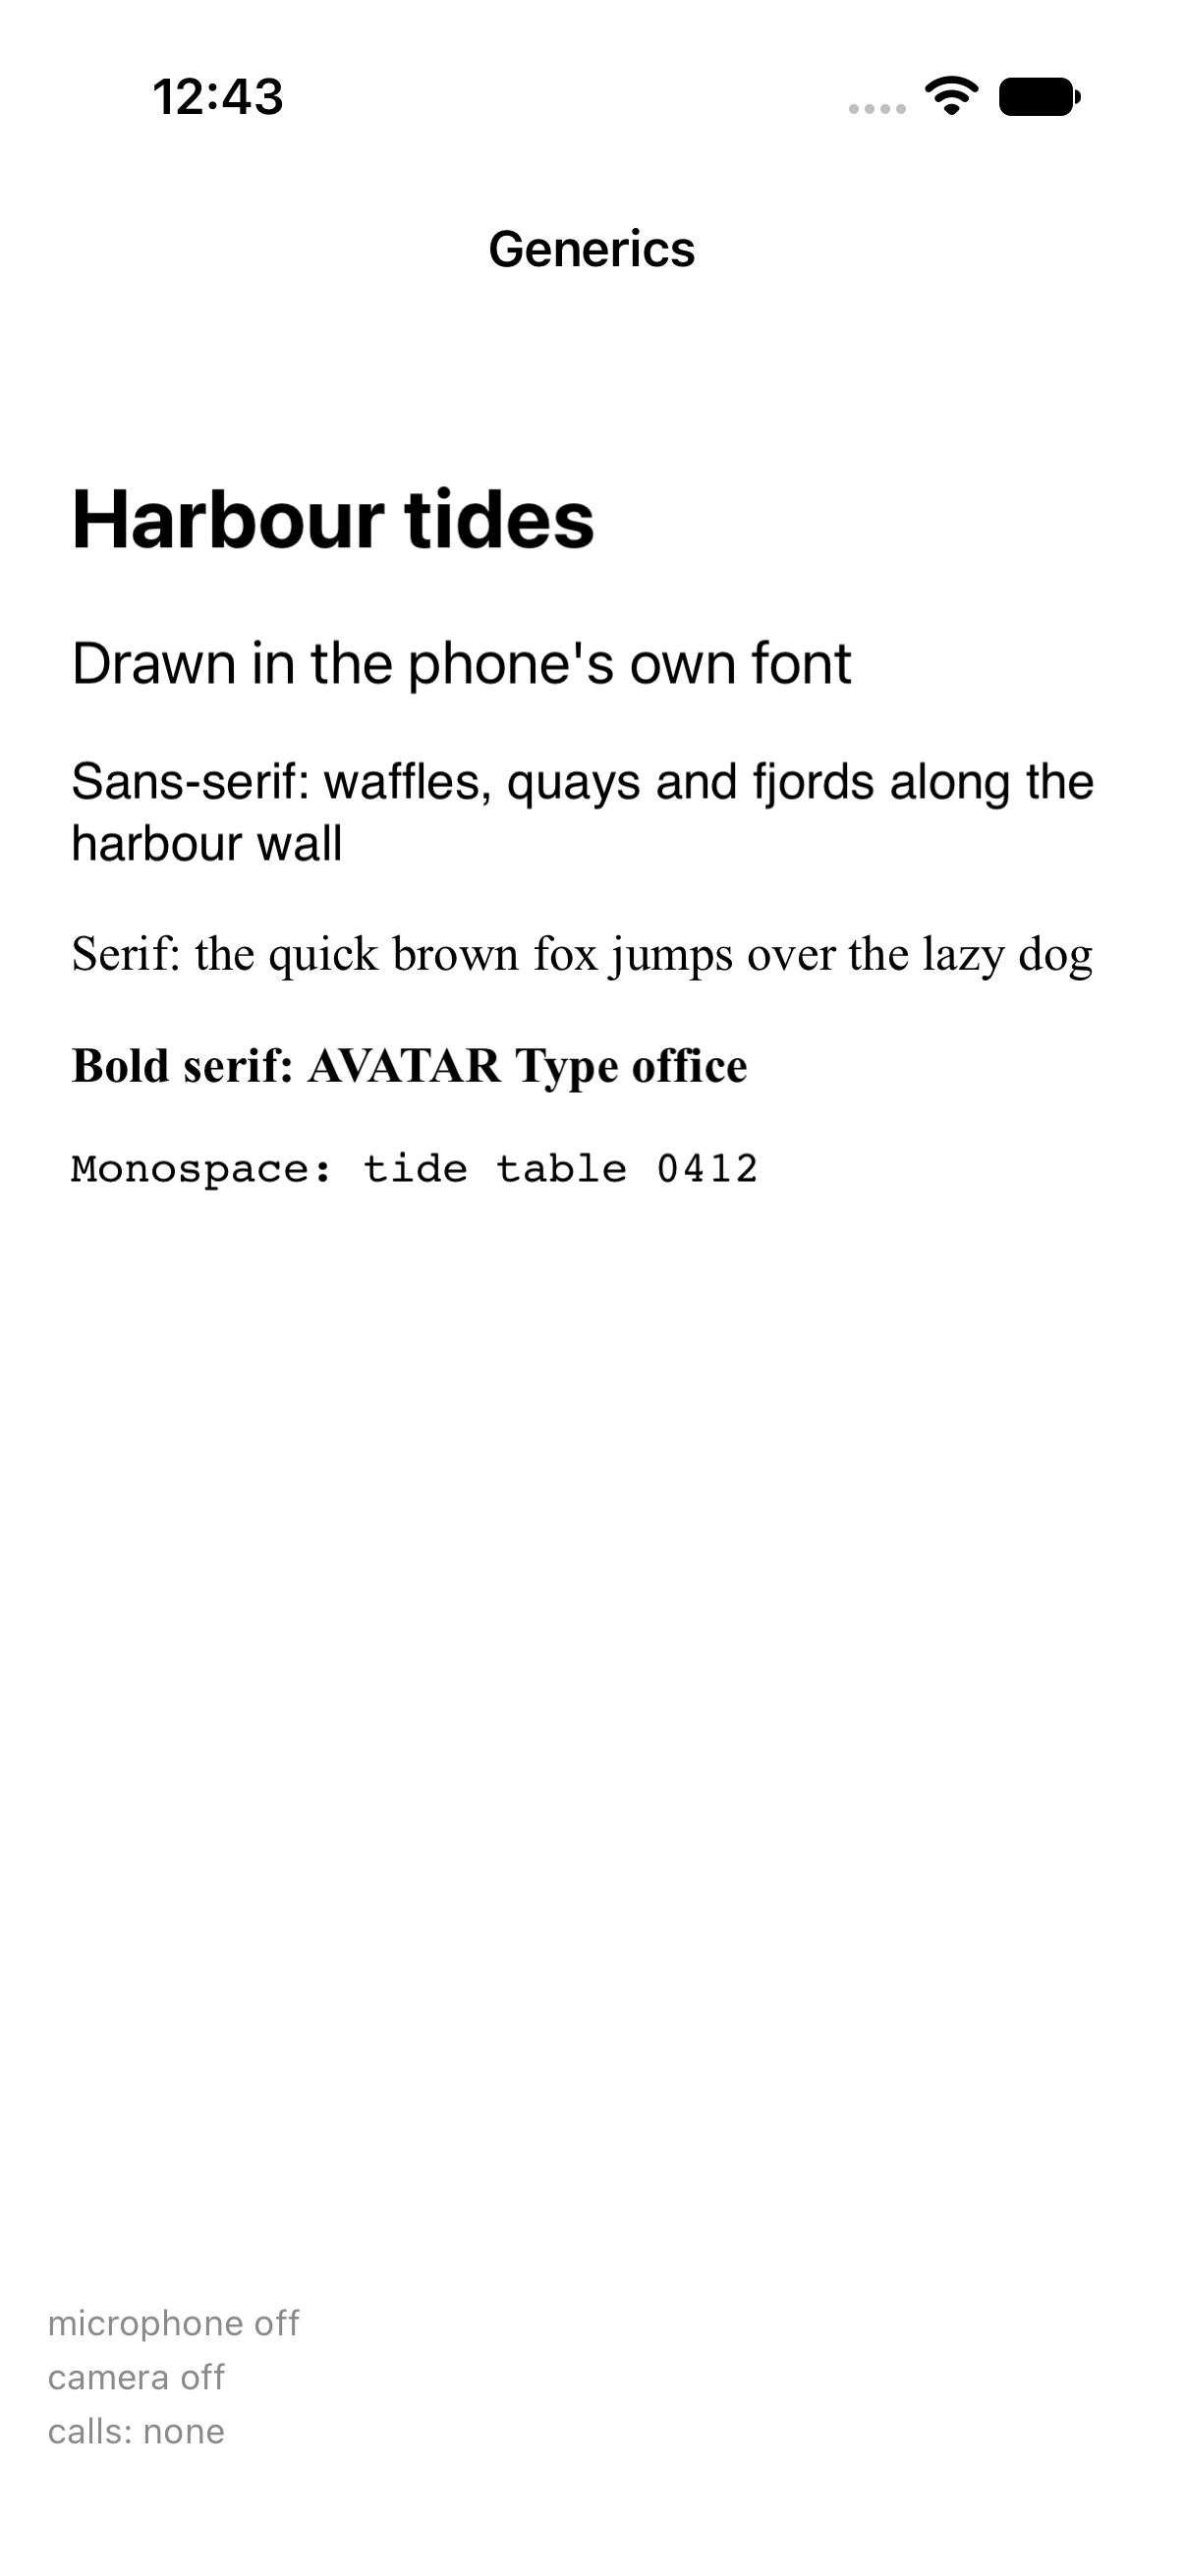 12:43
Generics
Harbour tides
Drawn in the phone's own font
Sans-serif: waffles, quays and fjords along the
harbour wall
Serif: the quick brown fox jumps over the lazy dog
Bold serif: AVATAR Type office
Monospace: tide table 0412
microphone off
camera off
calls: none